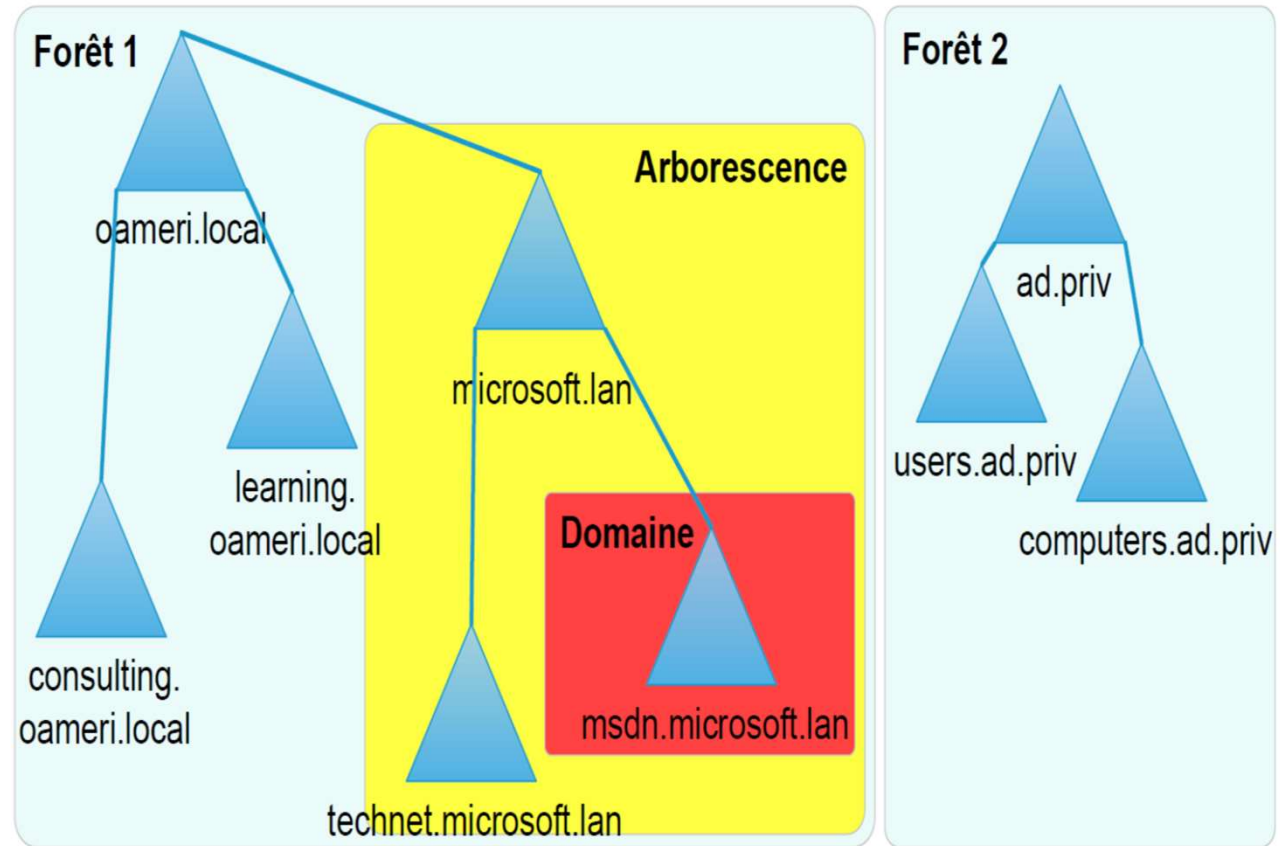 Forêt 1
oameri.local
learning.
oameri.local
consulting.
oameri.local
Arborescence
microsoft.lan
Domaine
msdn.microsoft.lan
technet.microsoft.lan
Forêt 2
ad.priv
users.ad.priv
computers.ad.priv